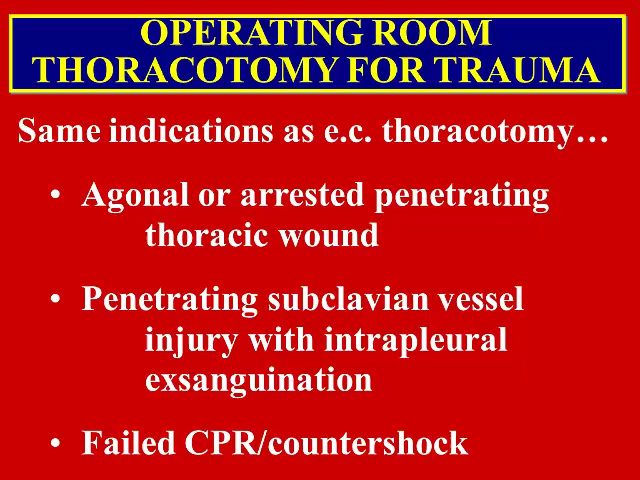 OPERATING ROOM
THORACOTOMY FOR TRAUMA
Same indications as e.c. thoracotomy…
• Agonal or arrested penetrating
thoracic wound
• Penetrating subclavian vessel
injury with intrapleural
exsanguination
• Failed CPR/countershock